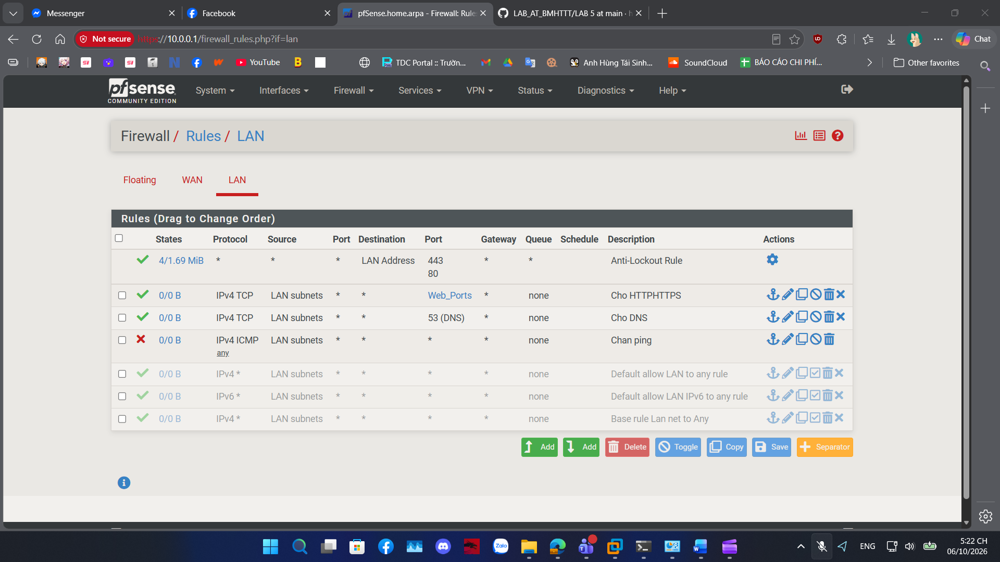 Messenger
Facebook
pfSense.home.arpa - Firewall: Rule
LAB_AT_BMHTTT/LAB 5 at main · h
Not secure
https://10.0.0.1/firewall_rules.php?if=lan
Chat
YouTube
TDC Portal :: Trườn...
Anh Hùng Tái Sinh...
SoundCloud
BÁO CÁO CHI PHÍ...
Other favorites
pfsense
COMMUNITY EDITION
System
Interfaces
Firewall
Services
VPN
Status
Diagnostics
Help
Firewall / Rules / LAN
Floating
WAN
LAN
Rules (Drag to Change Order)
States Protocol Source Port Destination Port Gateway Queue Schedule Description Actions
4/1.69 MiB * * * LAN Address 443 * * Anti-Lockout Rule
80
0/0 B IPv4 TCP LAN subnets * * Web_Ports * none Cho HTTPHTTPS
0/0 B IPv4 TCP LAN subnets * * 53 (DNS) * none Cho DNS
0/0 B IPv4 ICMP LAN subnets * * * * none Chan ping
any
0/0 B IPv4 * LAN subnets * * * * none Default allow LAN to any rule
0/0 B IPv6 * LAN subnets * * * * none Default allow LAN IPv6 to any rule
0/0 B IPv4 * LAN subnets * * * * none Base rule Lan net to Any
Add
Add
Delete
Toggle
Copy
Save
Separator
Zalo
ENG
5:22 CH
06/10/2026